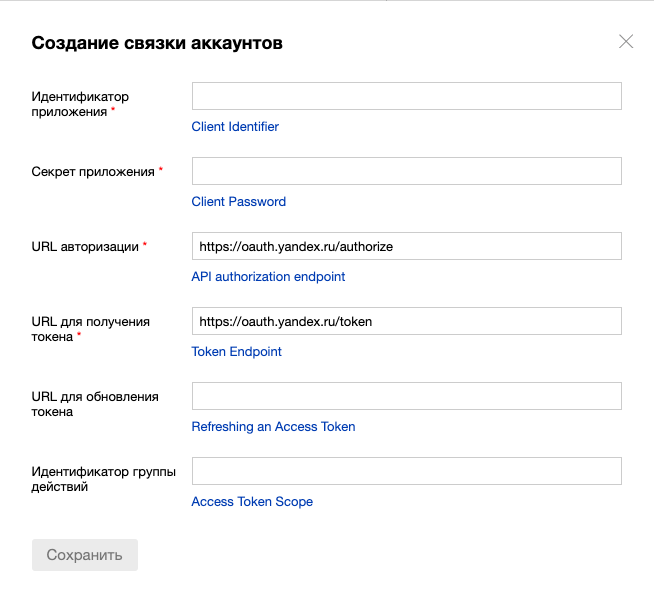 Создание связки аккаунтов
Идентификатор
приложения *
Client Identifier
Секрет приложения *
Client Password
URL авторизации *
https://oauth.yandex.ru/authorize
API authorization endpoint
URL для получения
токена *
https://oauth.yandex.ru/token
Token Endpoint
URL для обновления
токена
Refreshing an Access Token
Идентификатор группы
действий
Access Token Scope
Сохранить